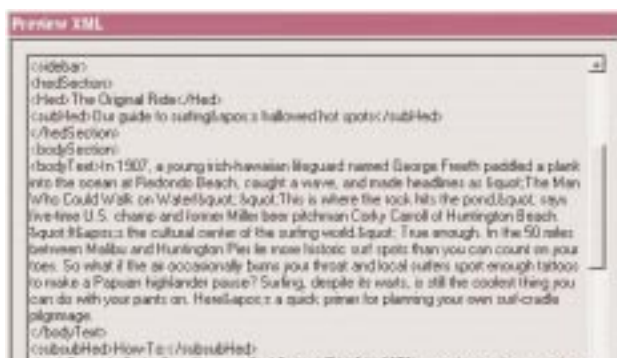 Preview XML
<sidebar>
<hedSection>
<Hed>The Original Ride</Hed>
<subHed>Our guide to surfing&apos;s hallowed hot spots</subHed>
</hedSection>
<bodySection>
<bodyText>In 1907, a young irish-hawaiian lifeguard named George Freeth paddled a plank
into the ocean at Redondo Beach, caught a wave, and made headlines as &quot;The Man
Who Could Walk on Water&quot; &quot;This is where the rock hits the pond,&quot; says
five-time U.S. champ and former Miller beer pitchman Corky Carroll of Huntington Beach.
&quot;It&apos;s the cultural center of the surfing world.&quot; True enough. In the 50 miles
between Malibu and Huntington Pier lie more historic surf spots than you can count on your
toes. So what if the air occasionally burns your throat and local surfers sport enough tattoos
to make a Papuan highlander pause? Surfing, despite its warts, is still the coolest thing you
can do with your pants on. Here&apos;s a quick primer for planning your own surf-cradle
pilgrimage.
</bodyText>
<subsubHed>How-To:</subsubHed>